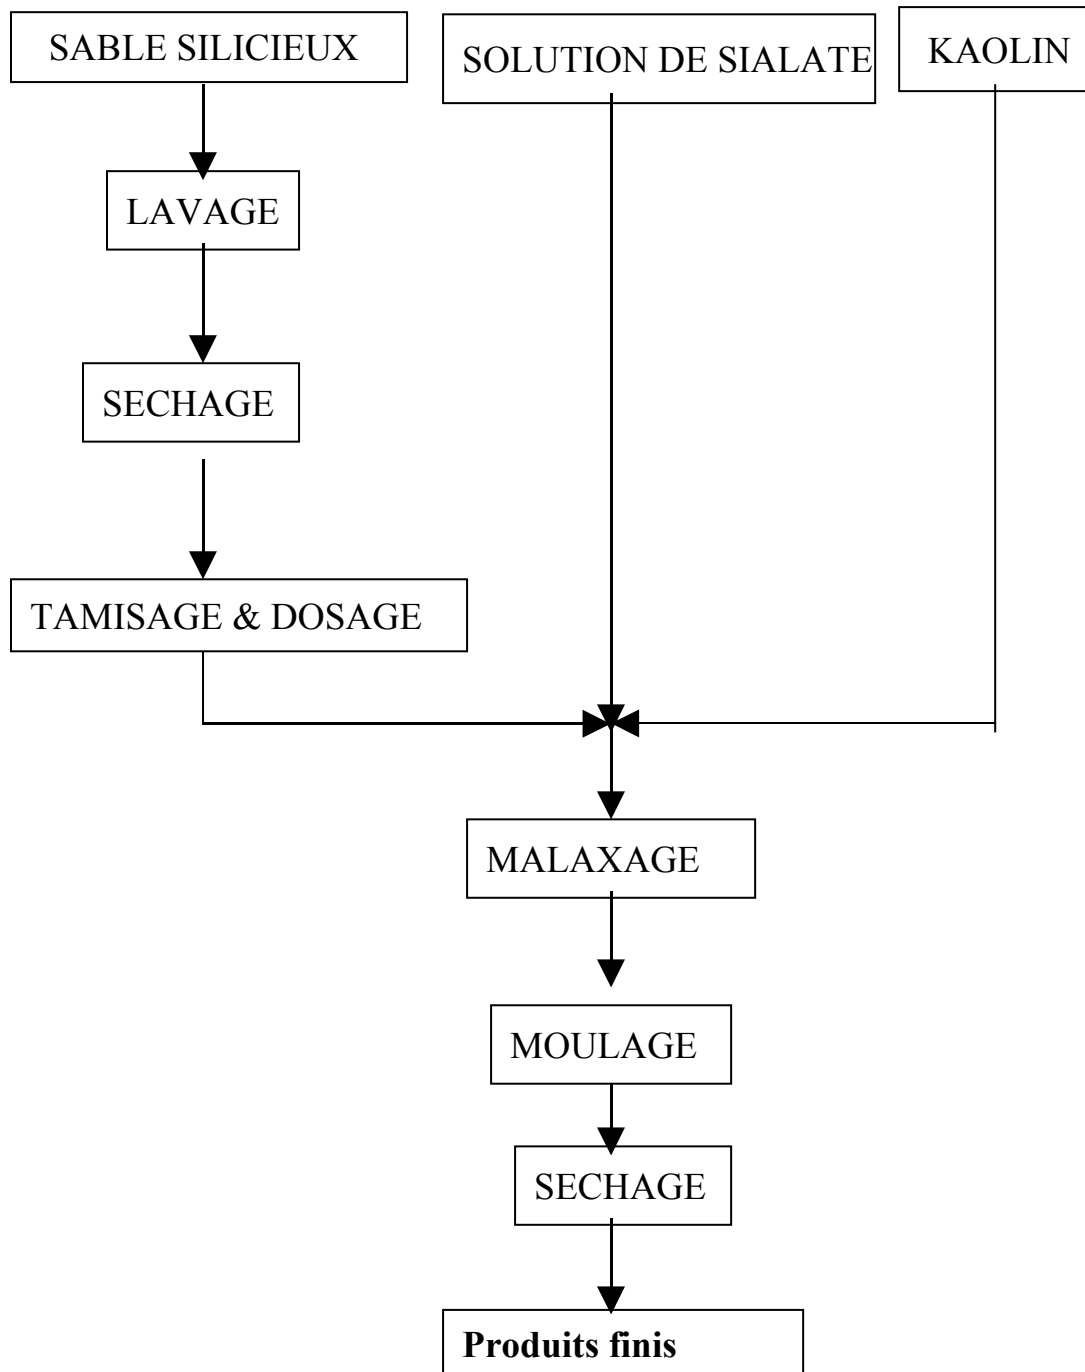 SABLE SILICIEUX
SOLUTION DE SIALATE
KAOLIN
LAVAGE
SECHAGE
TAMISAGE & DOSAGE
MALAXAGE
MOULAGE
SECHAGE
Produits finis